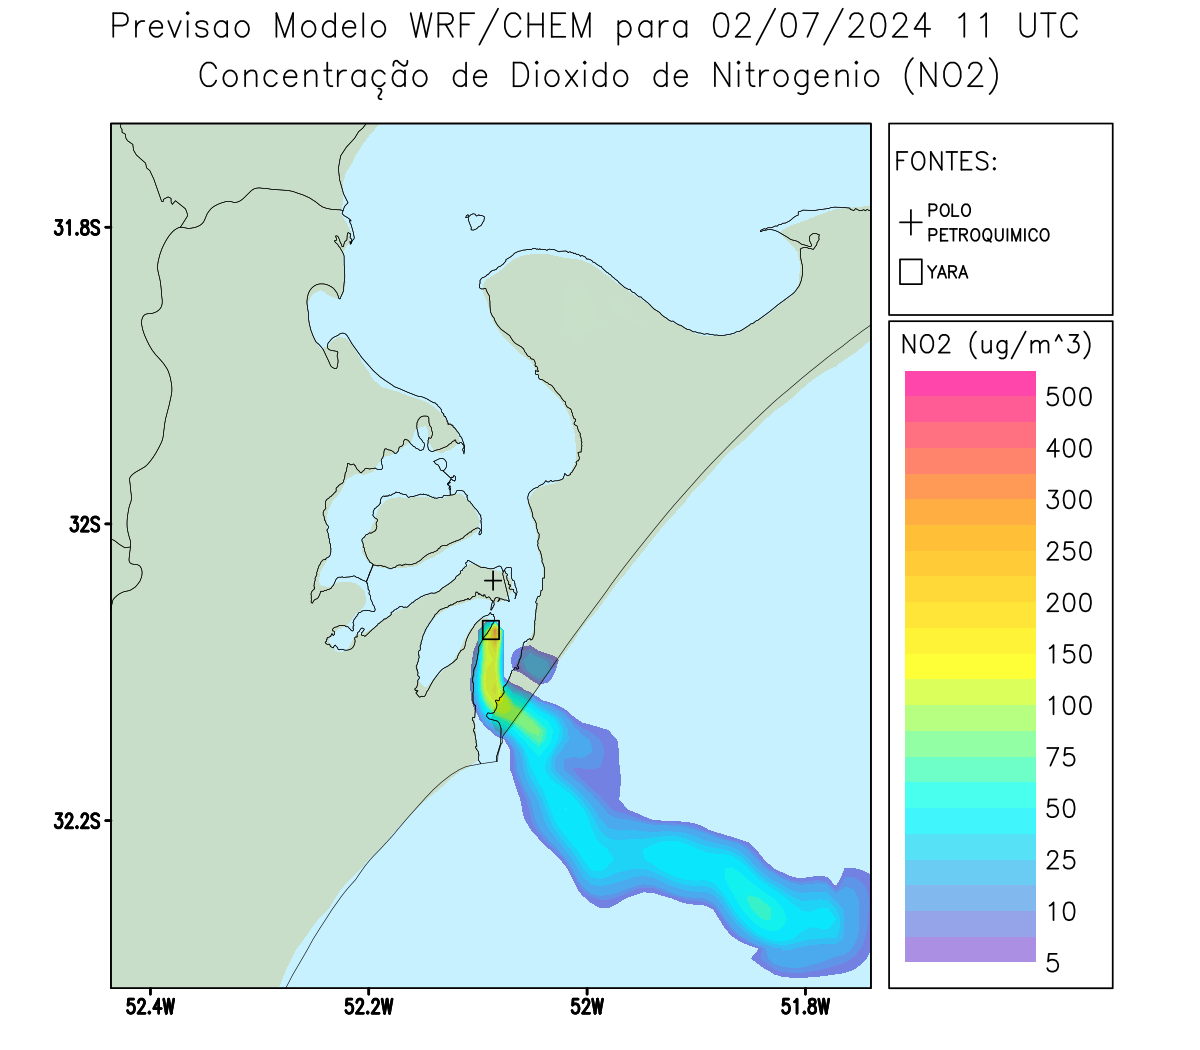 Previsao Modelo WRF/CHEM para 02/07/2024 11 UTC
Concentração de Dioxido de Nitrogenio (NO2)
FONTES:
POLO
PETROQUIMICO
YARA
NO2 (ug/m^3)
500
400
300
250
200
150
100
75
50
25
10
5
31.8S
32S
32.2S
52.4W
52.2W
52W
51.8W